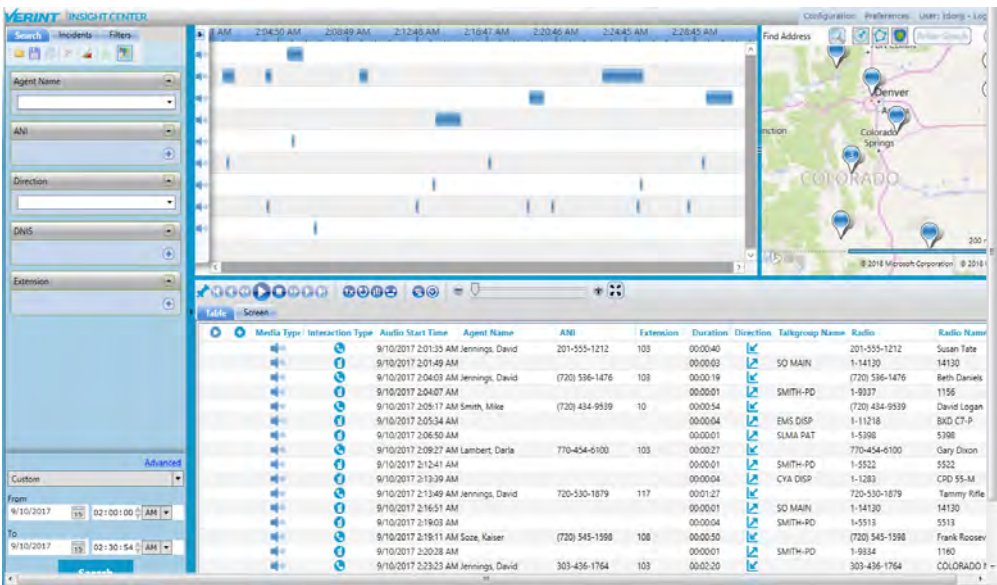 VERINT INSIGHT CENTER
Configuration Preferences User: Log
Search Incidents Filters
Agent Name
ANI
Direction
DNIS
Extension
Advanced
Custom
From
9/10/2017 15 02:00:00 AM
To
9/10/2017 15 02:30:54 AM
Search
AM 2:04:50 AM 2:08:49 AM 2:12:48 AM 2:16:47 AM 2:20:46 AM 2:24:45 AM 2:28:45 AM
Find Address
Denver
Colorado
Springs
nction
COLORADO
3
200
© 2018 Microsoft Corporation © 2018
Table Screen
Media Type Interaction Type Audio Start Time Agent Name ANI Extension Duration Direction Talkgroup Name Radio Radio Name
9/10/2017 2:01:35 AM Jennings, David 201-555-1212 103 00:00:40 201-555-1212 Susan Tate
9/10/2017 2:01:49 AM 00:00:03 SO MAIN 1-14130 14130
9/10/2017 2:04:03 AM Jennings, David (720) 536-1476 103 00:00:19 (720) 536-1476 Beth Daniels
9/10/2017 2:04:07 AM 00:00:01 SMITH-PD 1-9337 1156
9/10/2017 2:05:17 AM Smith, Mike (720) 434-9539 10 00:00:54 (720) 434-9539 David Logan
9/10/2017 2:05:34 AM 00:00:04 EMS DISP 1-11218 BKD C7-P
9/10/2017 2:06:50 AM 00:00:01 SLMA PAT 1-5398 5398
9/10/2017 2:09:27 AM Lambert, Darla 770-454-6100 103 00:00:27 770-454-6100 Gary Dixon
9/10/2017 2:12:41 AM 00:00:01 SMITH-PD 1-5522 5522
9/10/2017 2:13:39 AM 00:00:04 CYA DISP 1-1283 CPD 55-M
9/10/2017 2:13:49 AM Jennings, David 720-530-1879 117 00:01:27 720-530-1879 Tammy Rifle
9/10/2017 2:16:51 AM 00:00:01 SO MAIN 1-14130 14130
9/10/2017 2:19:03 AM 00:00:04 SMITH-PD 1-5513 5513
9/10/2017 2:19:11 AM Soze, Kaiser (720) 545-1598 108 00:00:50 (720) 545-1598 Frank Roosev
9/10/2017 2:20:28 AM 00:00:01 SMITH-PD 1-9334 1160
9/10/2017 2:23:23 AM Jennings, David 303-436-1764 103 00:02:20 303-436-1764 COLORADO